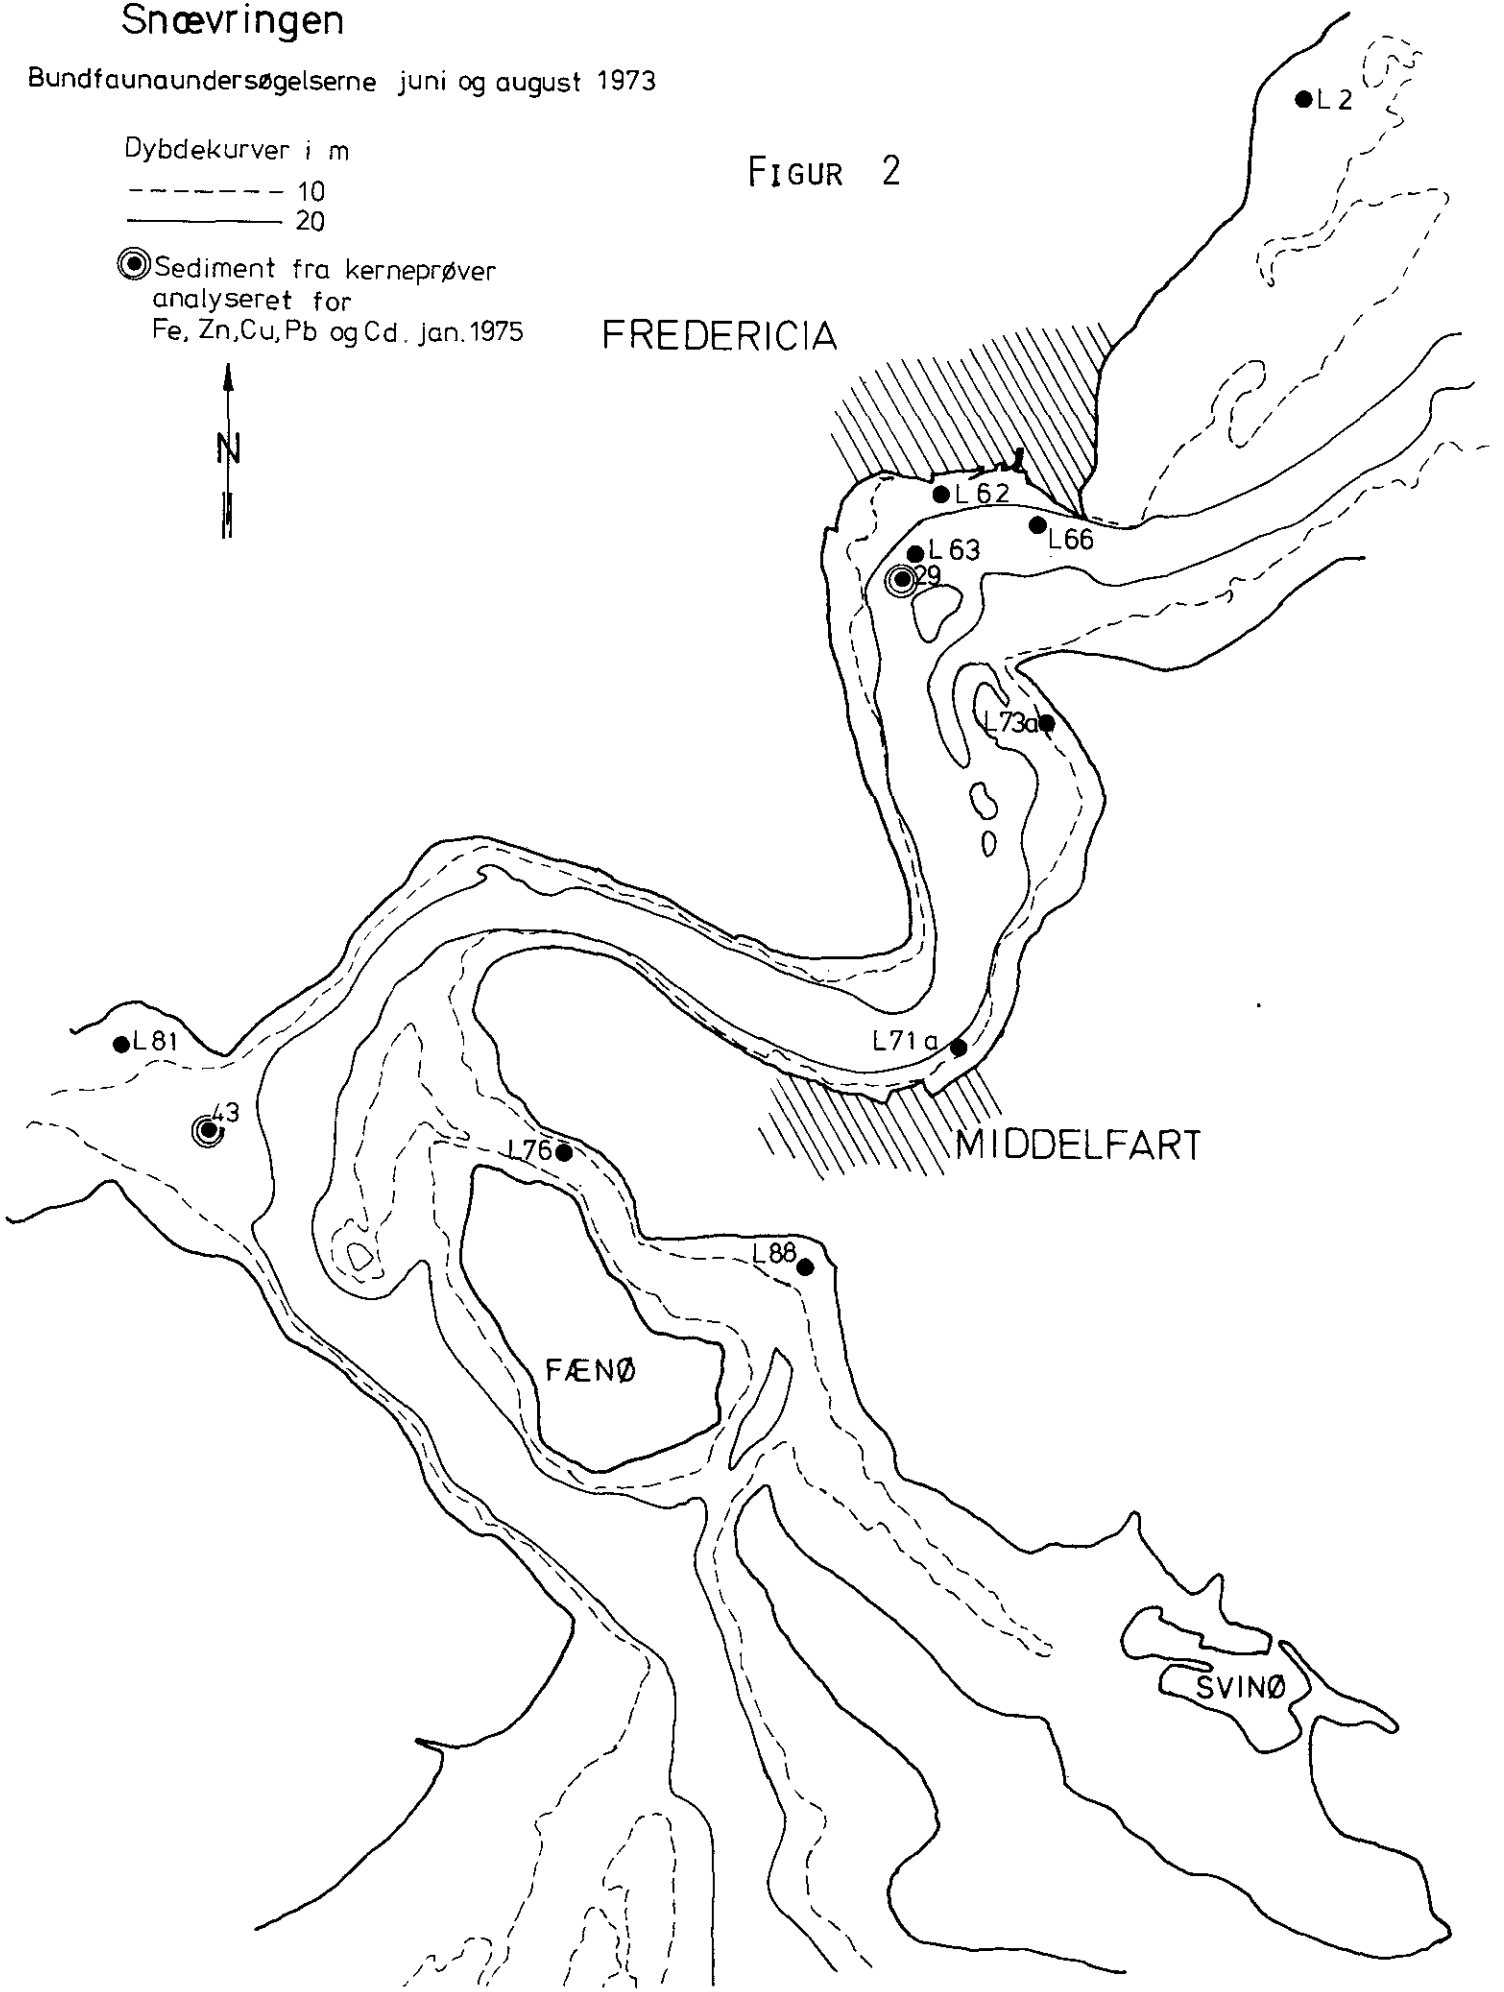 Snævringen
Bundfaunaundersøgelserne juni og august 1973
Dybdekurver i m
10
20
Sediment fra kerneprøver
analyseret for
Fe, Zn, Cu, Pb og Cd. jan. 1975
FIGUR 2
N
L 2
FREDERICIA
L 62
L66
L 63
29
L73a
L81
L71 a
43
MIDDELFART
L76
L88
FÆNØ
SVINØ